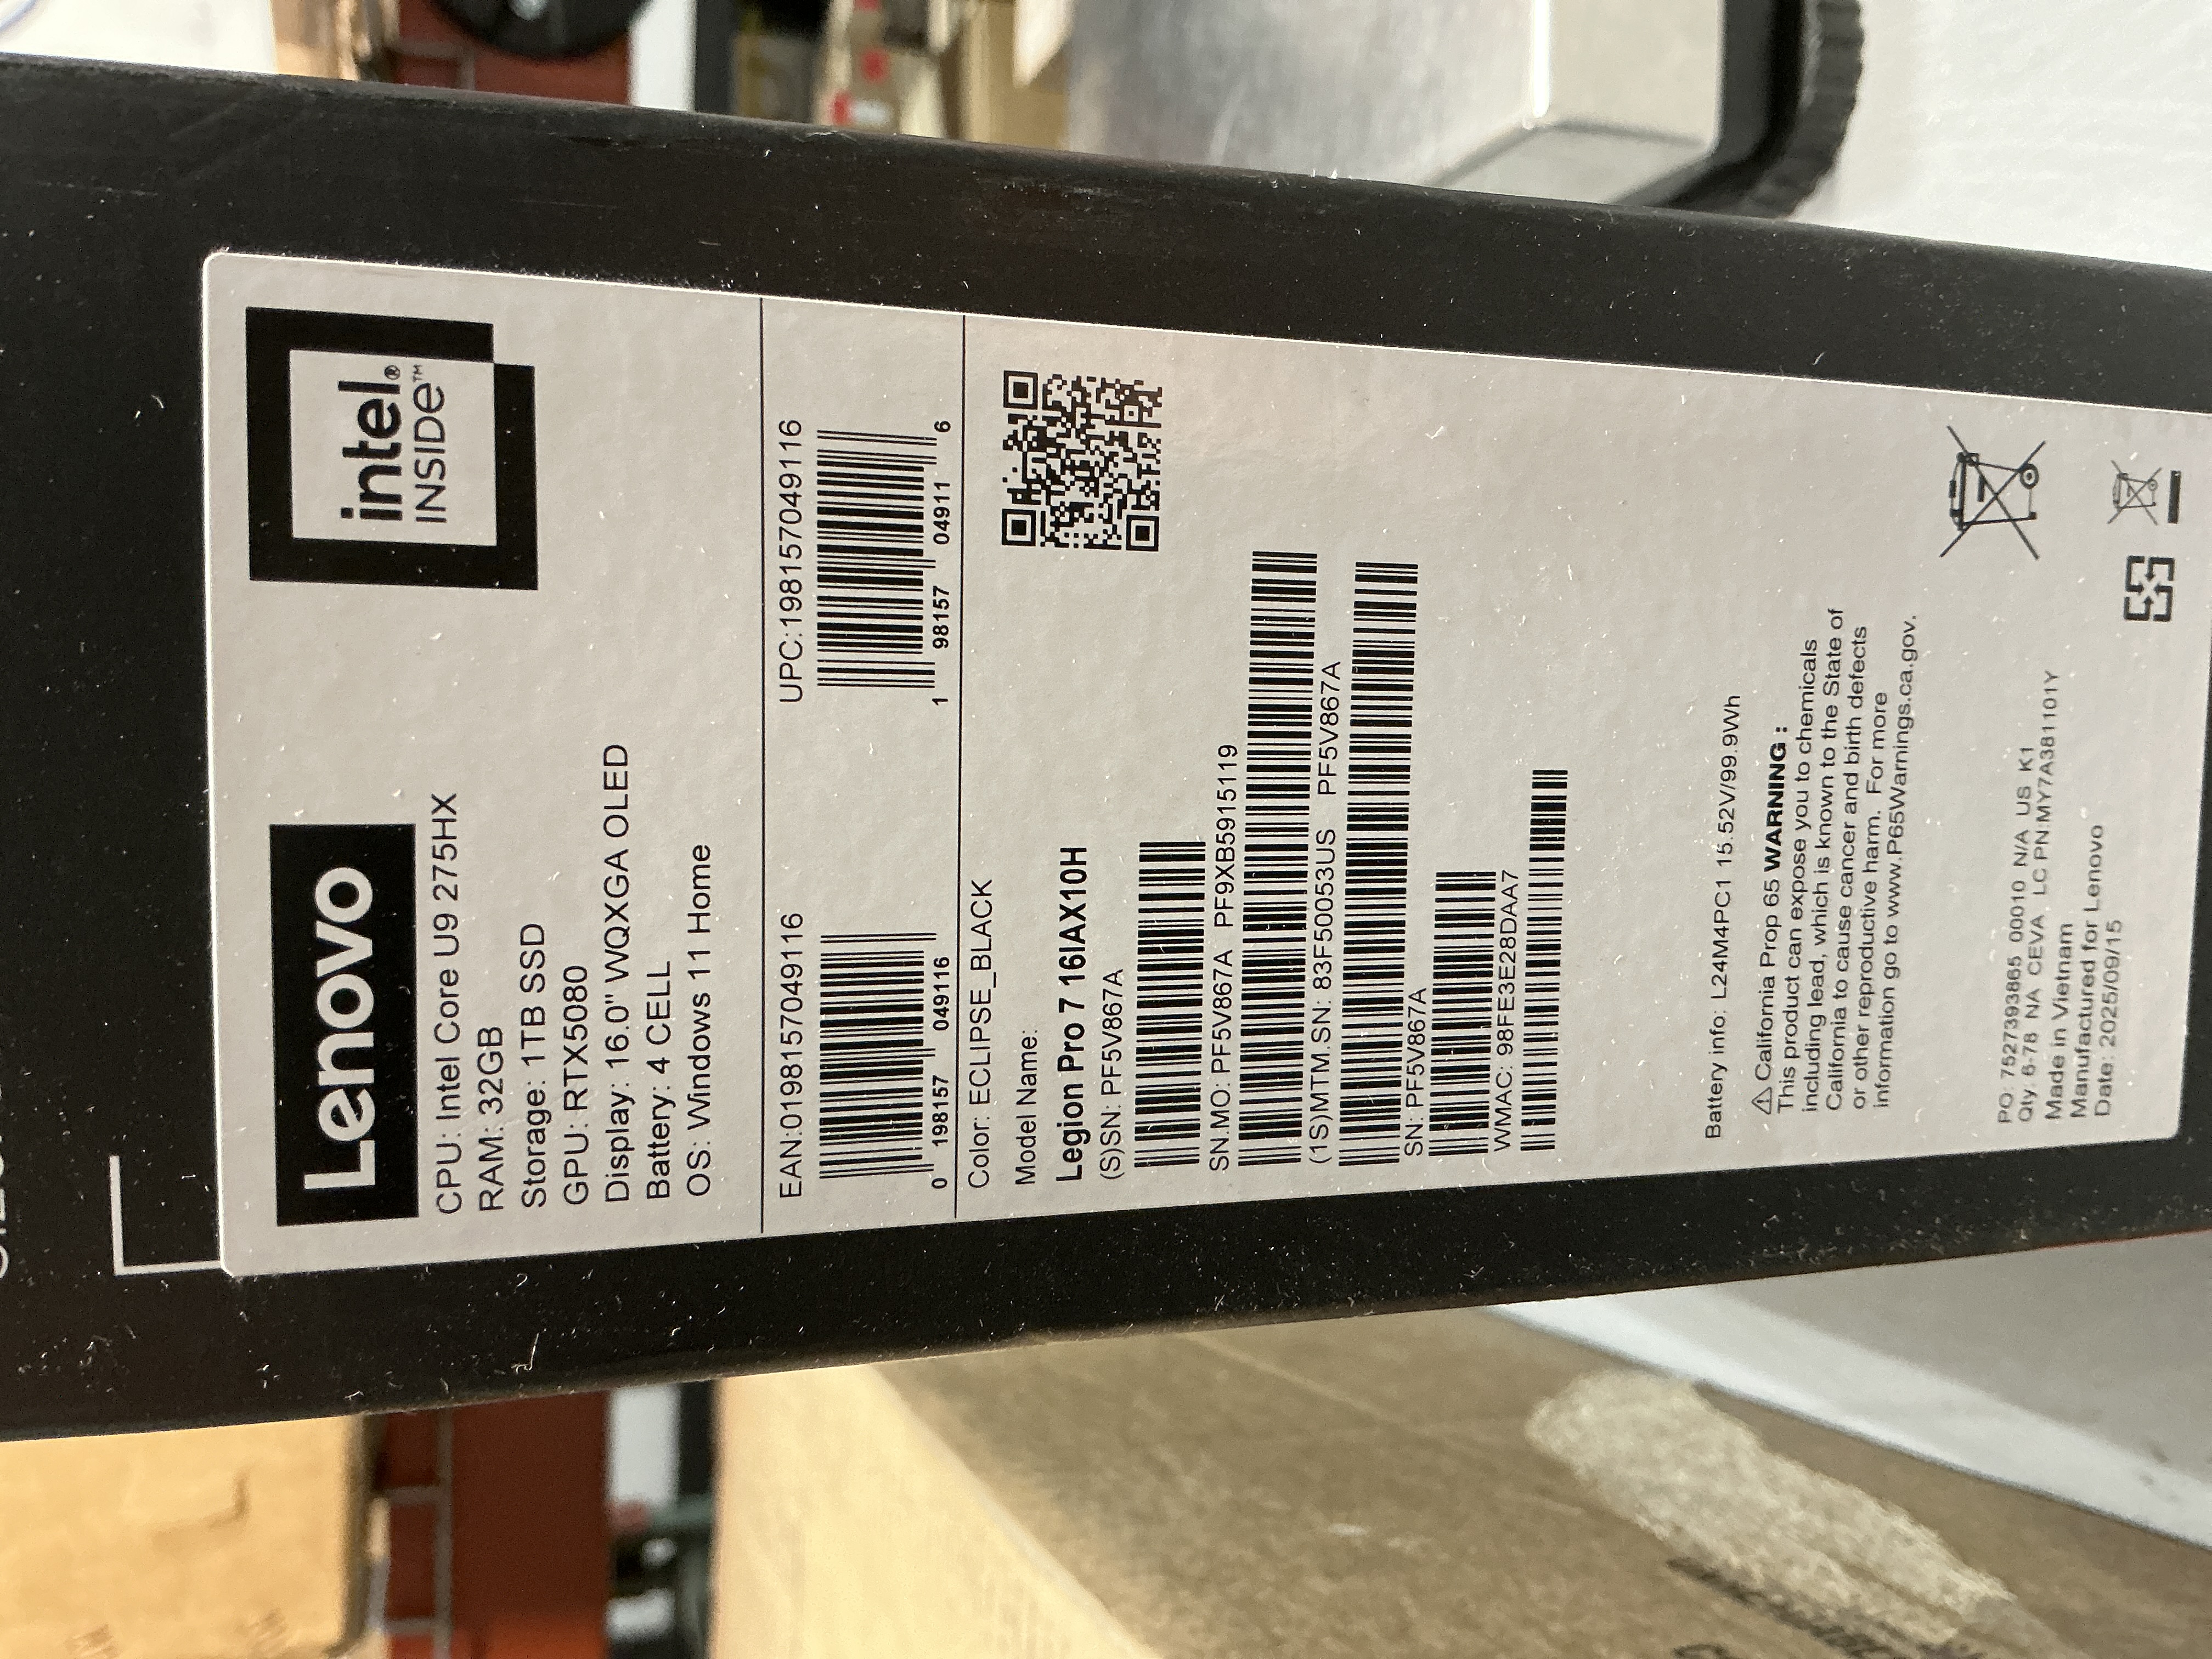 Lenovo
intel®
INSIDE™
CPU: Intel Core U9 275HX
RAM: 32GB
Storage: 1TB SSD
GPU: RTX5080
Display: 16.0" WQXGA OLED
Battery: 4 CELL
OS: Windows 11 Home
EAN:0198157049116
0 198157 049116
UPC:198157049116
1 98157 04911 6
Color: ECLIPSE_BLACK
Model Name:
Legion Pro 7 16IAX10H
(S)SN: PF5V867A
SN.MO: PF5V867A PF9XB5915119
(1S)MTM.SN: 83F50053US PF5V867A
SN: PF5V867A
WMAC: 98FE3E28DAA7
Battery info: L24M4PC1 15.52V/99.9Wh
⚠California Prop 65 WARNING :
This product can expose you to chemicals
including lead, which is known to the State of
California to cause cancer and birth defects
or other reproductive harm. For more
information go to www.P65Warnings.ca.gov.
PO: 7527393865 00010 N/A US K1
Qty. 6-78 NA CEVA LC PN:MY7A381101Y
Made in Vietnam
Manufactured for Lenovo
Date: 2025/09/15